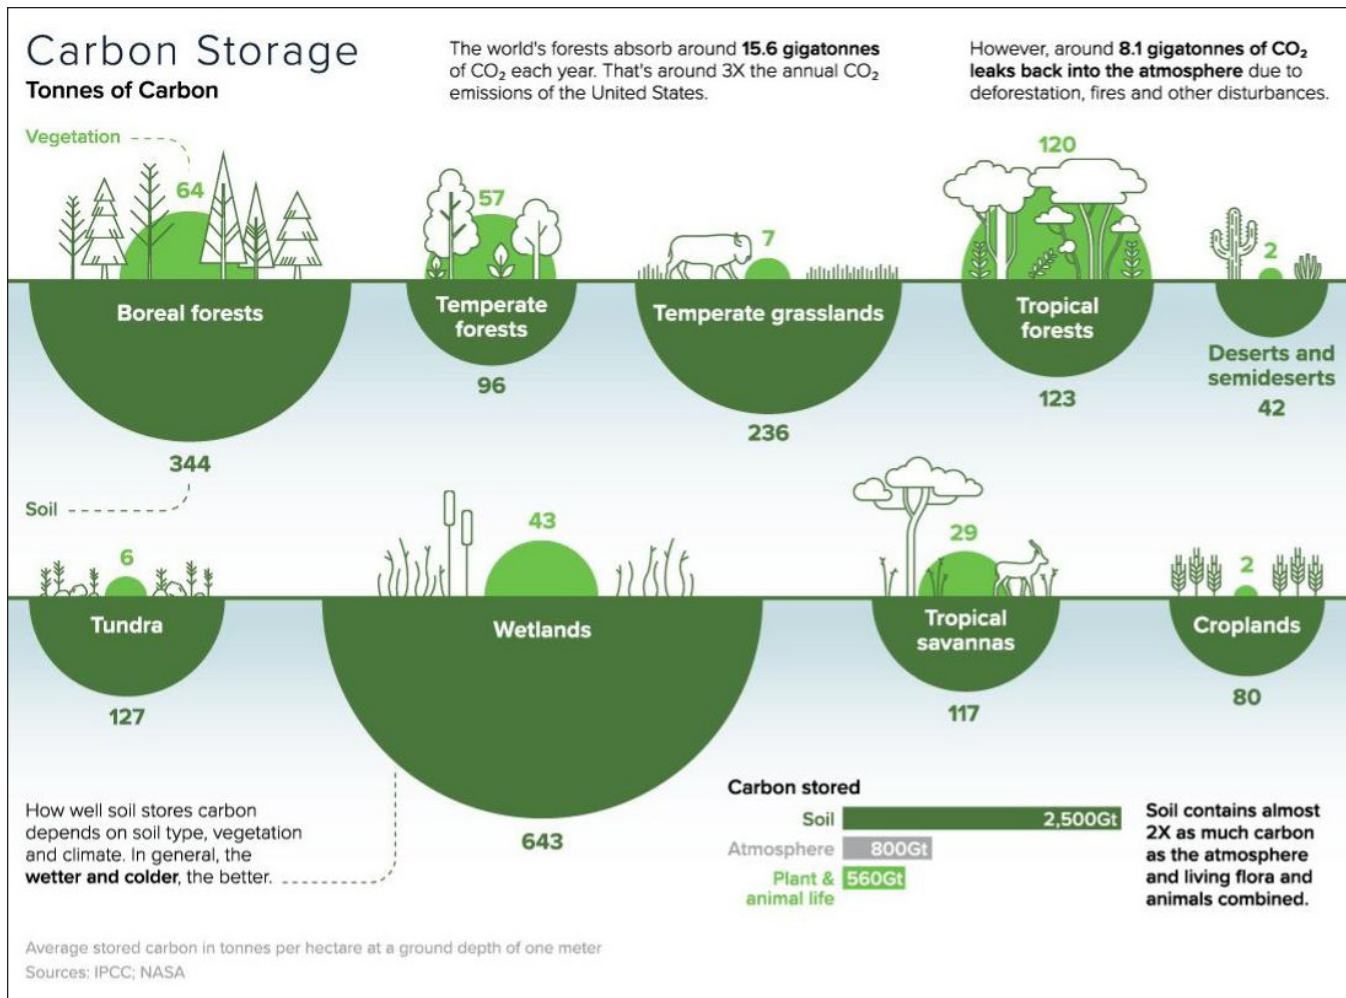 Carbon Storage
Tonnes of Carbon
The world's forests absorb around 15.6 gigatonnes
of CO₂ each year. That's around 3X the annual CO₂
emissions of the United States.
However, around 8.1 gigatonnes of CO₂
leaks back into the atmosphere due to
deforestation, fires and other disturbances.
Vegetation
64
Boreal forests
344
57
Temperate
forests
96
7
Temperate grasslands
236
120
Tropical
forests
123
2
Deserts and
semideserts
42
Soil
6
Tundra
127
43
Wetlands
643
29
Tropical
savannas
117
2
Croplands
80
How well soil stores carbon
depends on soil type, vegetation
and climate. In general, the
wetter and colder, the better.
Carbon stored
Soil 2,500Gt
Atmosphere 800Gt
Plant & 560Gt
animal life
Soil contains almost
2X as much carbon
as the atmosphere
and living flora and
animals combined.
Average stored carbon in tonnes per hectare at a ground depth of one meter
Sources: IPCC; NASA